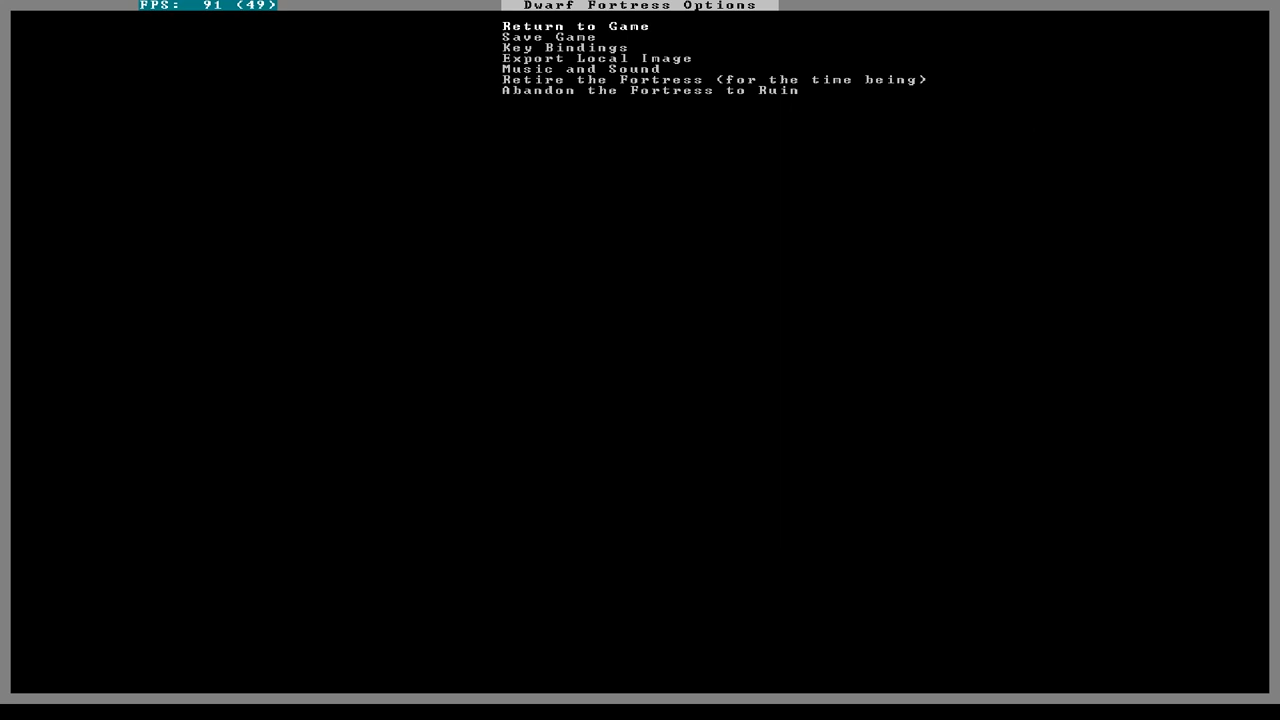 FPS: 91 (49)
Dwarf Fortress Options
Return to Game
Save Game
Key Bindings
Export Local Image
Music and Sound
Retire the Fortress (for the time being)
Abandon the Fortress to Ruin